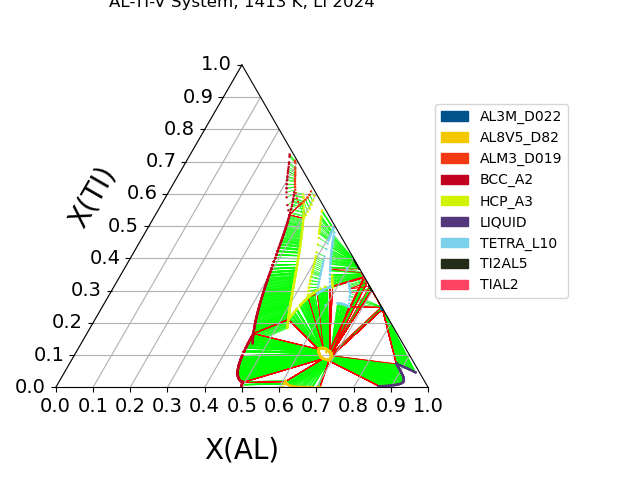 AL-TI-V System, 1413 K, LI 2024
1.0
0.9
0.8
0.7
0.6
0.5
0.4
0.3
0.2
0.1
0.0
X(TI)
0.0 0.1 0.2 0.3 0.4 0.5 0.6 0.7 0.8 0.9 1.0
X(AL)
AL3M_D022
AL8V5_D82
ALM3_D019
BCC_A2
HCP_A3
LIQUID
TETRA_L10
TI2AL5
TIAL2